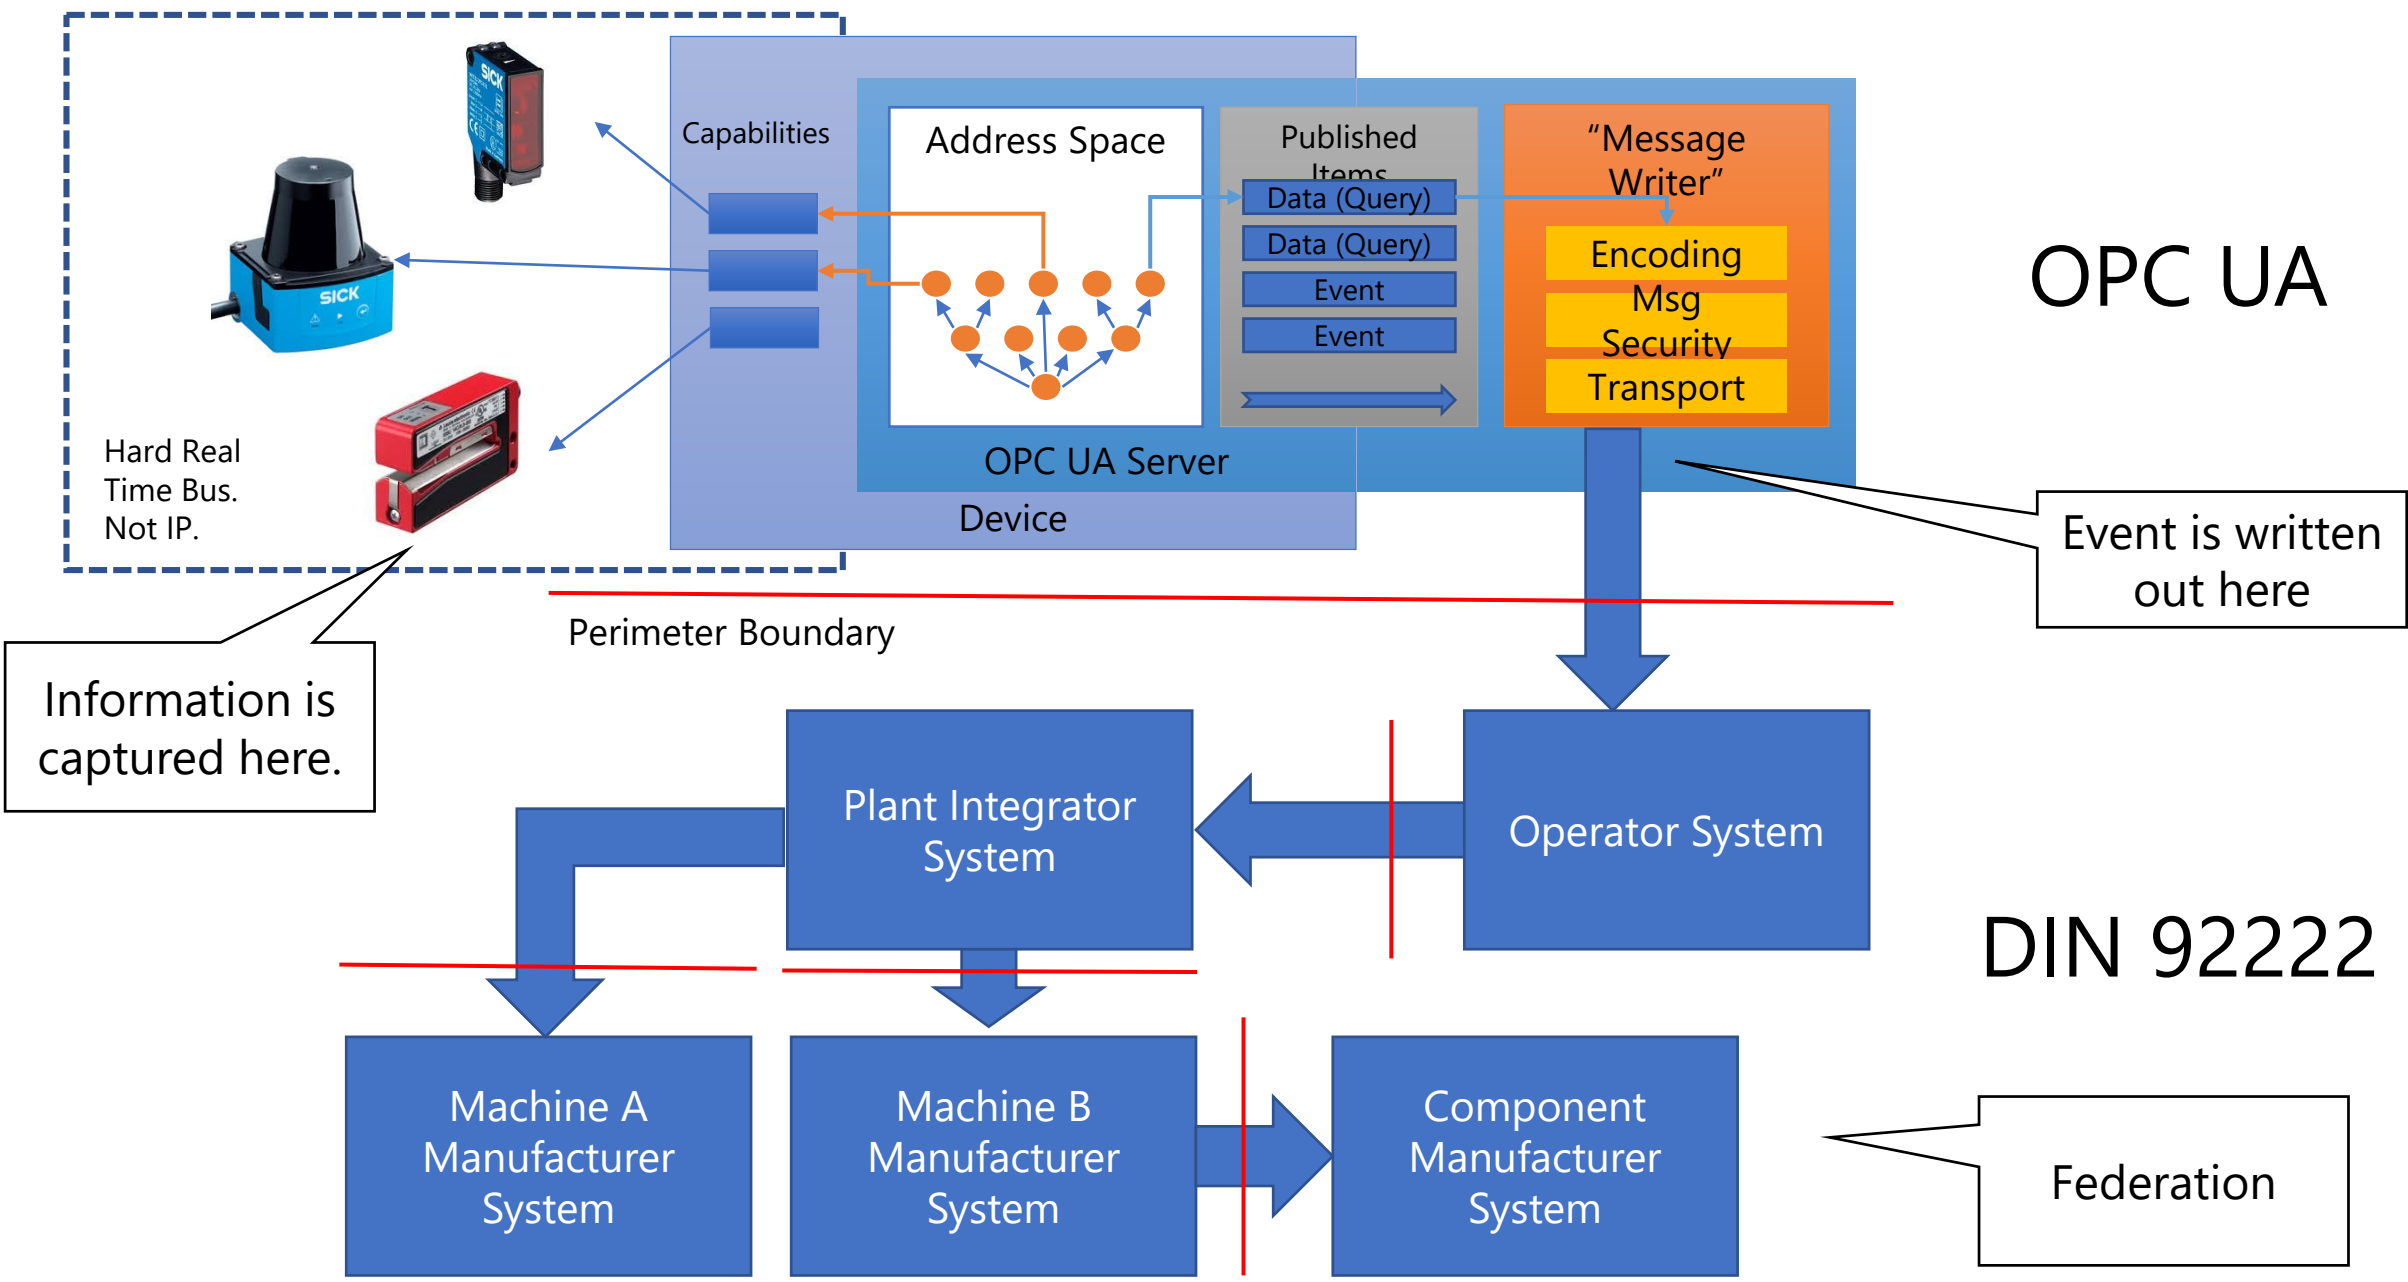 SICK
SICK
Capabilities
Address Space
Published
Items
"Message
Writer"
Data (Query)
Data (Query)
Event
Event
Encoding
Msg
Security
Transport
OPC UA
Hard Real
Time Bus.
Not IP.
OPC UA Server
Device
Event is written
out here
Perimeter Boundary
Information is
captured here.
Plant Integrator
System
Operator System
DIN 92222
Machine A
Manufacturer
System
Machine B
Manufacturer
System
Component
Manufacturer
System
Federation